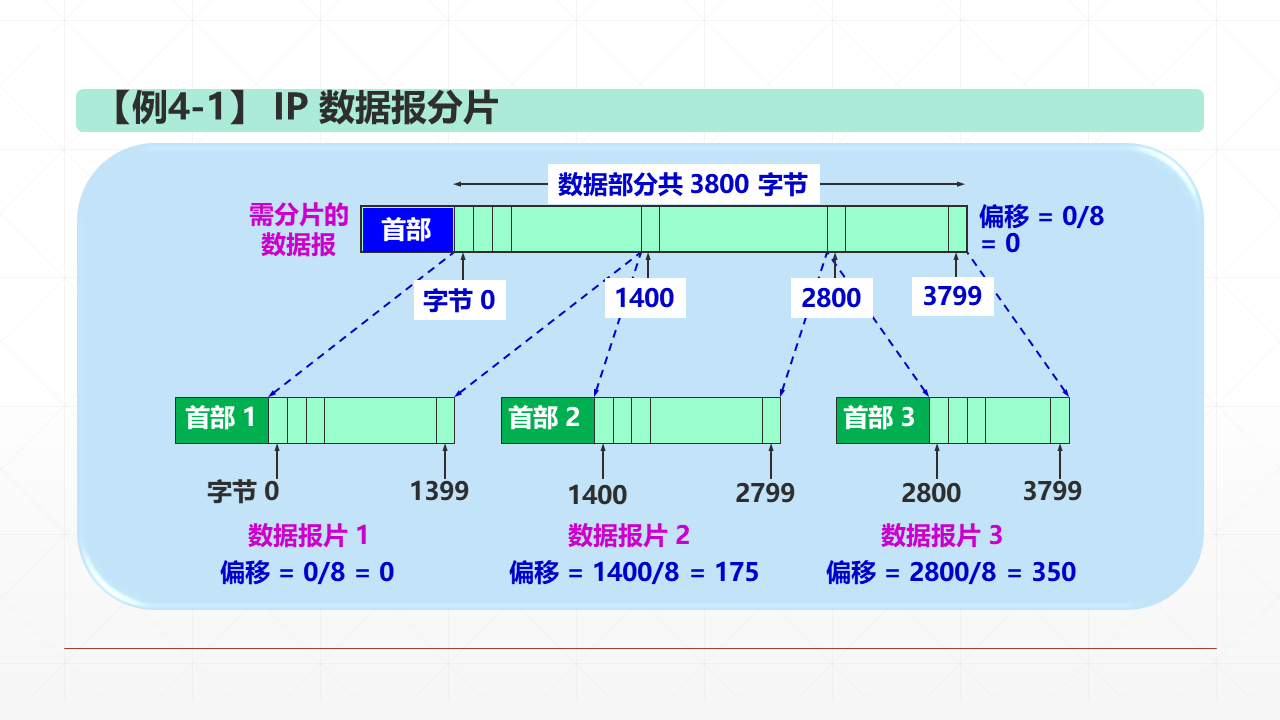 【例4-1】 IP 数据报分片
数据部分共 3800 字节
需分片的
数据报
首部
偏移 = 0/8
= 0
字节 0
1400
2800
3799
首部 1
首部 2
首部 3
字节 0
1399
1400
2799
2800
3799
数据报片 1
数据报片 2
数据报片 3
偏移 = 0/8 = 0
偏移 = 1400/8 = 175
偏移 = 2800/8 = 350